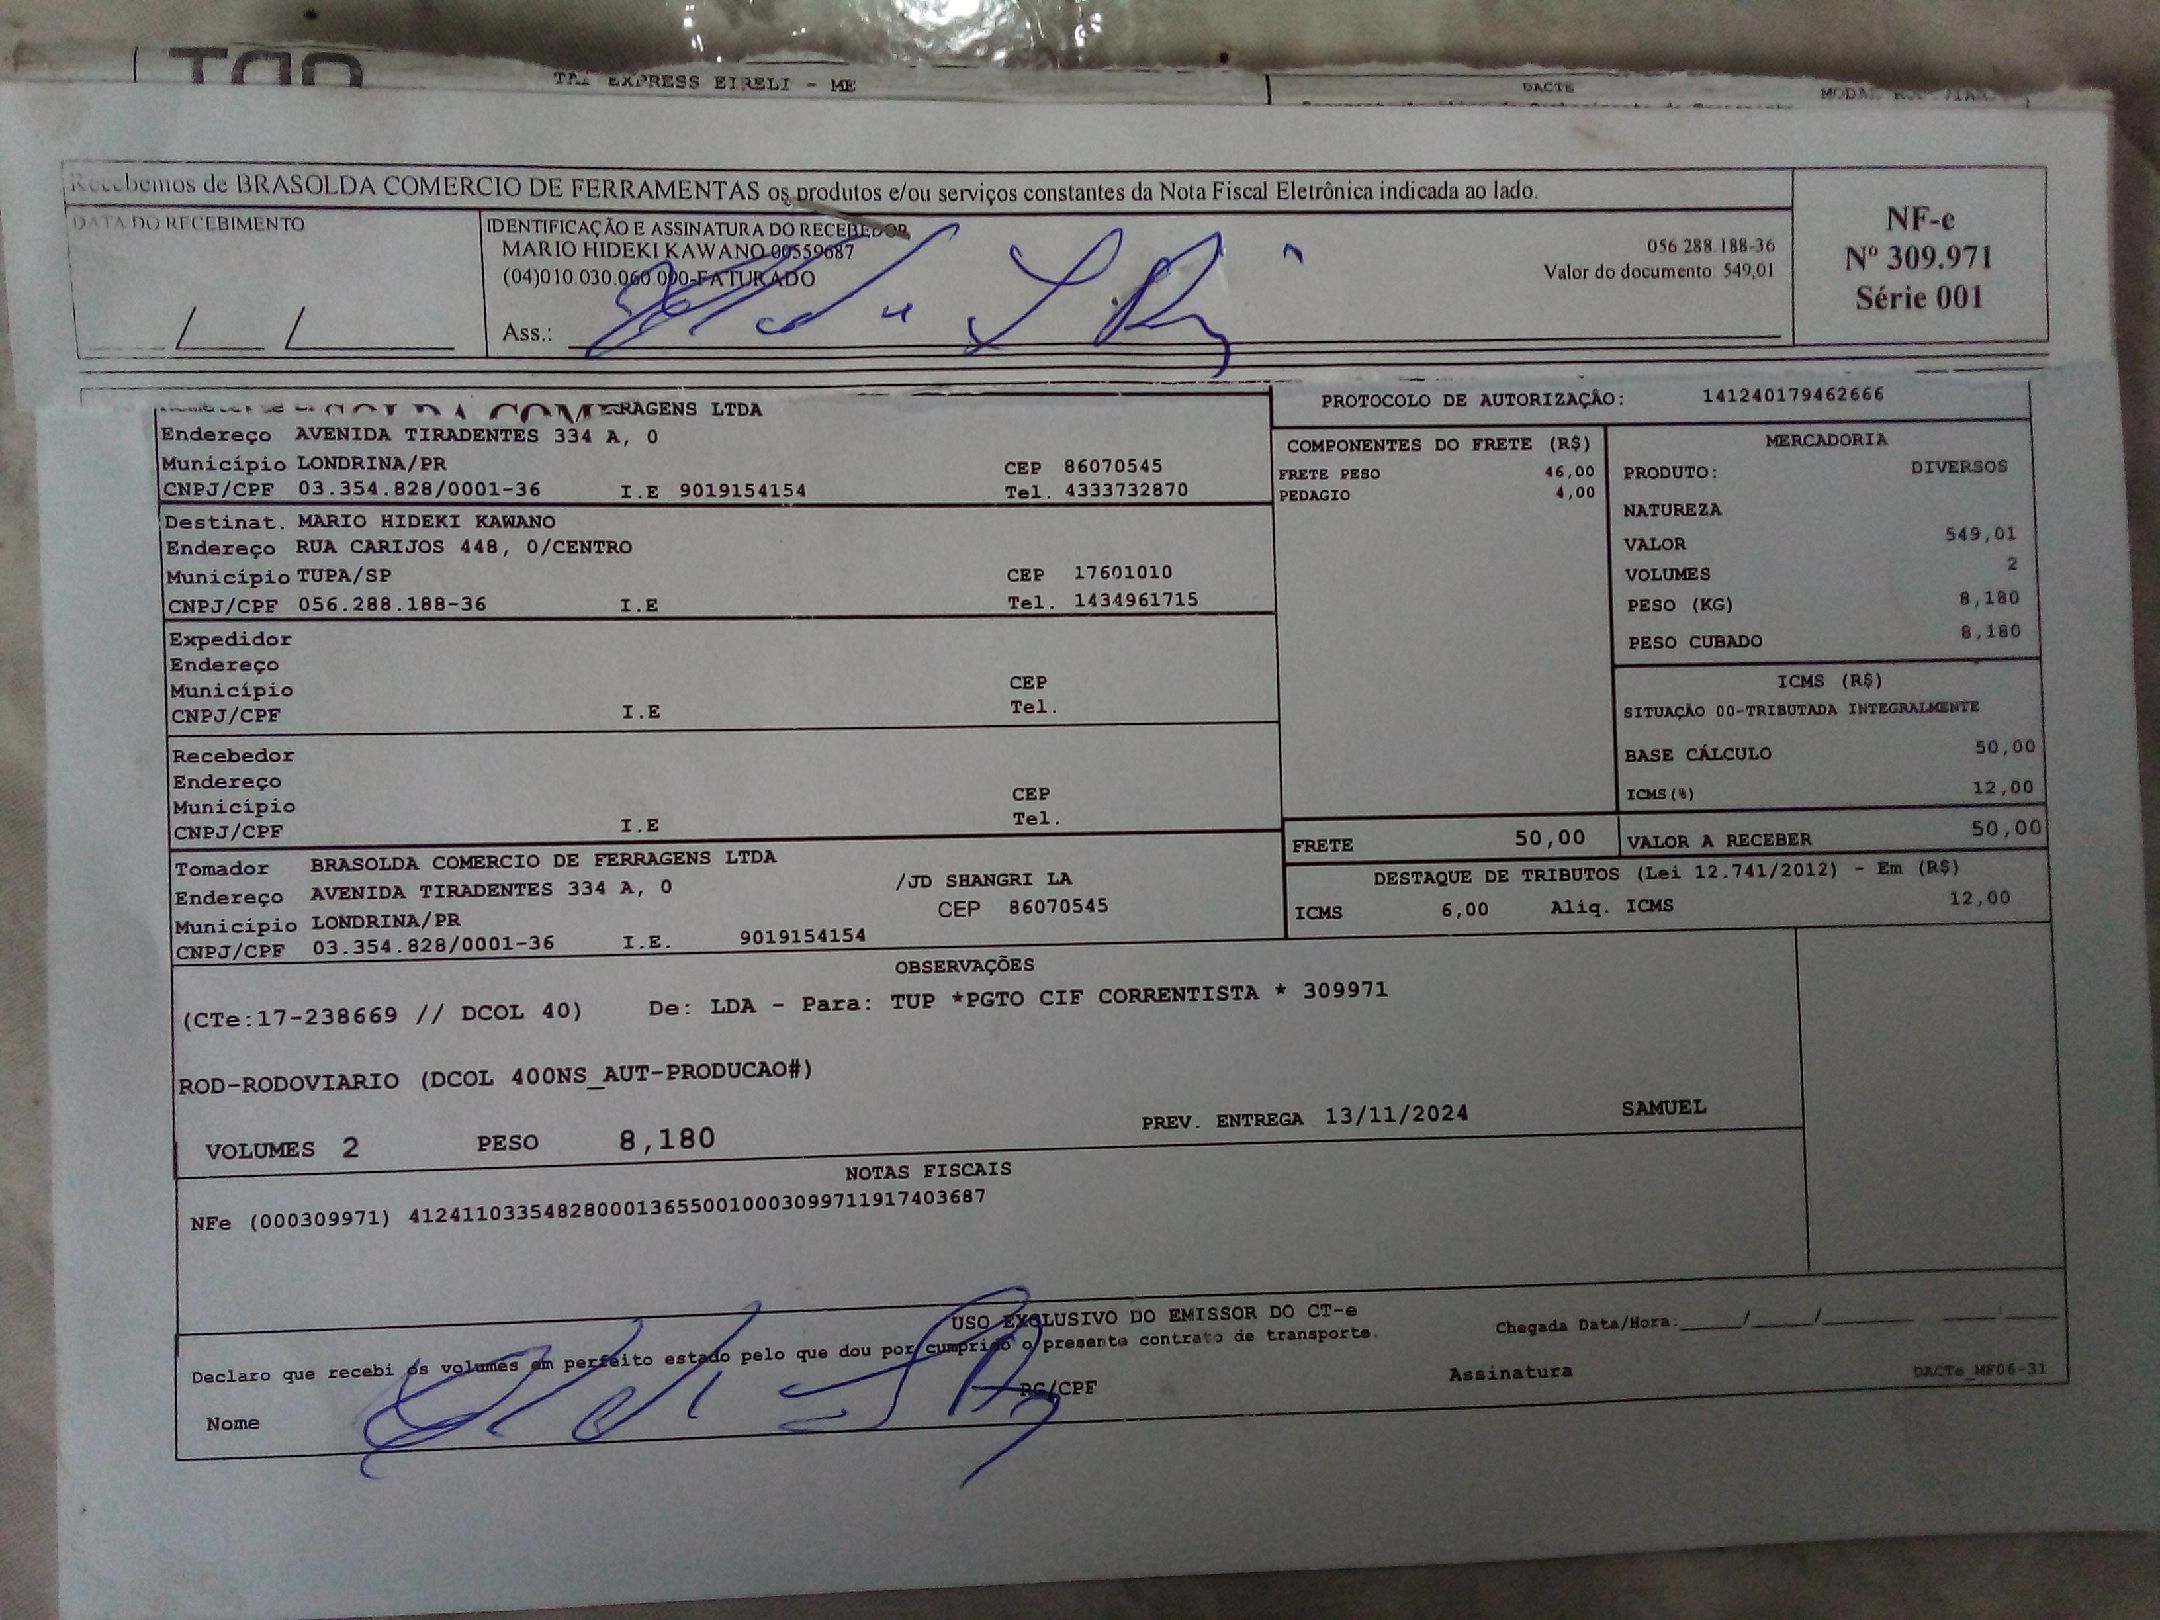 EXPRESS EIRELI - ME
DACTE
Recebemos de BRASOLDA COMERCIO DE FERRAMENTAS os produtos e/ou serviços constantes da Nota Fiscal Eletrônica indicada ao lado.
DATA DO RECEBIMENTO
IDENTIFICAÇÃO E ASSINATURA DO RECEBEDOR
MARIO HIDEKI KAWANO 00559687
056.288.188-36
(04)010.030.060.000-FATURADO
Valor do documento: 549,01
Ass.:
NF-e
Nº 309.971
Série 001
RAGENS LTDA
Endereço AVENIDA TIRADENTES 334 A, 0
Município LONDRINA/PR CEP 86070545
CNPJ/CPF 03.354.828/0001-36 I.E 9019154154 Tel. 4333732870
Destinat. MARIO HIDEKI KAWANO
Endereço RUA CARIJOS 448, 0/CENTRO
Município TUPA/SP CEP 17601010
CNPJ/CPF 056.288.188-36 I.E Tel. 1434961715
Expedidor
Endereço
Município CEP
CNPJ/CPF I.E Tel.
Recebedor
Endereço
Município CEP
CNPJ/CPF I.E Tel.
Tomador BRASOLDA COMERCIO DE FERRAGENS LTDA
Endereço AVENIDA TIRADENTES 334 A, 0 /JD SHANGRI LA
Município LONDRINA/PR CEP 86070545
CNPJ/CPF 03.354.828/0001-36 I.E. 9019154154
PROTOCOLO DE AUTORIZAÇÂO: 141240179462666
COMPONENTES DO FRETE (R$)
FRETE PESO 46,00
PEDAGIO 4,00
MERCADORIA
PRODUTO: DIVERSOS
NATUREZA
VALOR 549,01
VOLUMES 2
PESO (KG) 8,180
PESO CUBADO 8,180
ICMS (R$)
SITUAÇÃO 00-TRIBUTADA INTEGRALMENTE
BASE CÁLCULO 50,00
ICMS(%) 12,00
FRETE 50,00 VALOR A RECEBER 50,00
DESTAQUE DE TRIBUTOS (Lei 12.741/2012) - Em (R$)
ICMS 6,00 Aliq. ICMS 12,00
OBSERVAÇÕES
(CTe:17-238669 // DCOL 40) De: LDA - Para: TUP *PGTO CIF CORRENTISTA * 309971
ROD-RODOVIARIO (DCOL 400NS_AUT-PRODUCAO#)
VOLUMES 2 PESO 8,180 PREV. ENTREGA 13/11/2024 SAMUEL
NOTAS FISCAIS
NFe (000309971) 41241103354828000136550010003099711917403687
USO EXCLUSIVO DO EMISSOR DO CT-e
Declaro que recebi os volumes em perfeito estado pelo que dou por cumprido o presente contrato de transporte. Chegada Data/Hora:_____/_____/________
Nome RG/CPF Assinatura DACTe_MF06-31